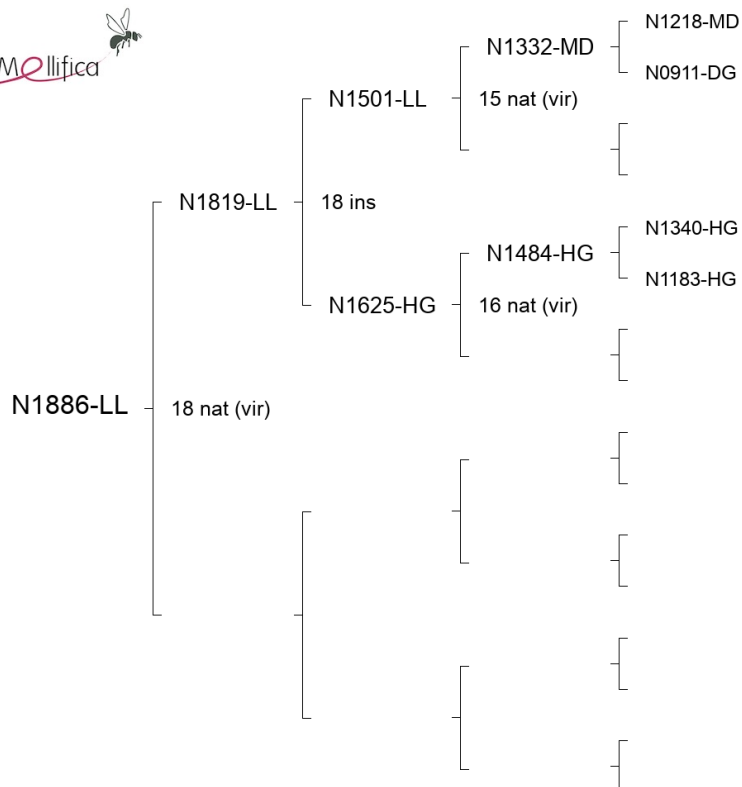 Mellifica
N1218-MD
N1332-MD
N0911-DG
N1501-LL
15 nat (vir)
N1819-LL
18 ins
N1340-HG
N1484-HG
N1183-HG
N1625-HG
16 nat (vir)
N1886-LL
18 nat (vir)